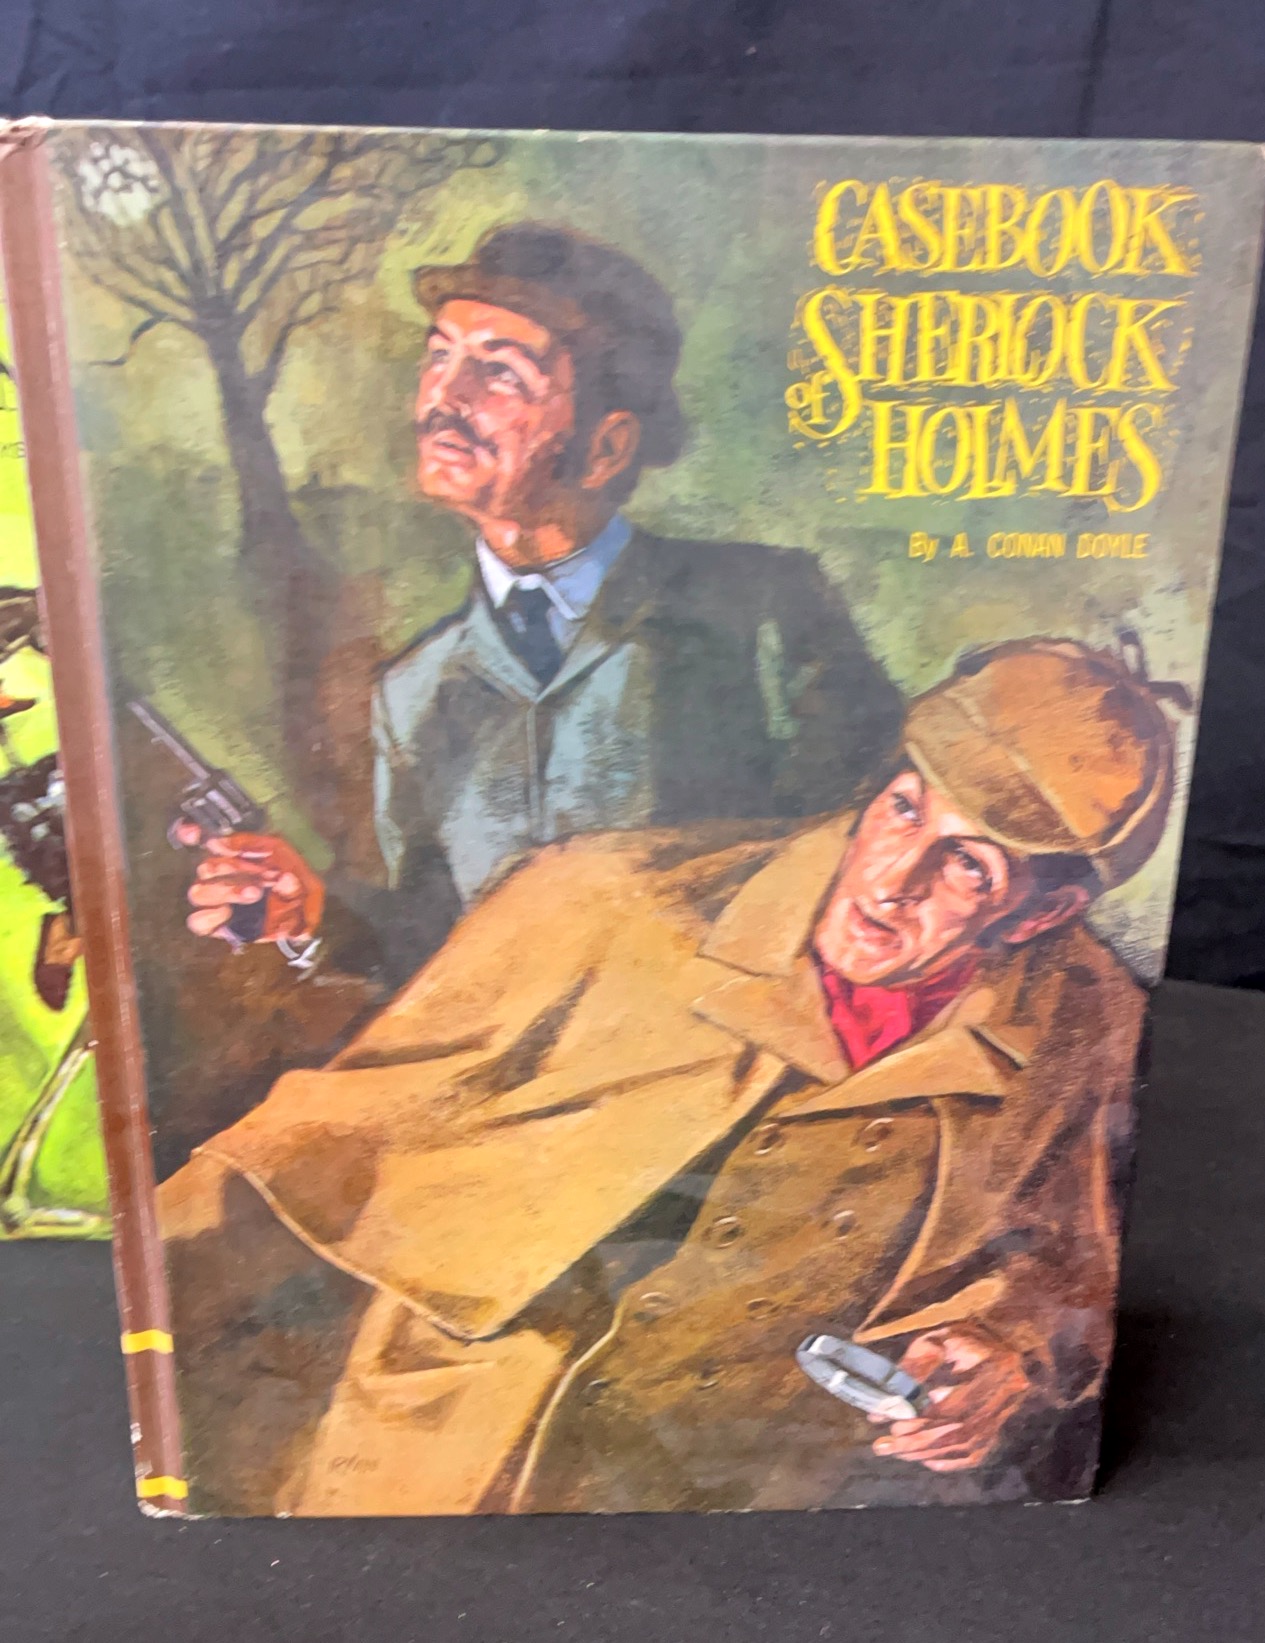 CASEBOOK
of SHERLOCK
HOLMES
By A. CONAN DOYLE